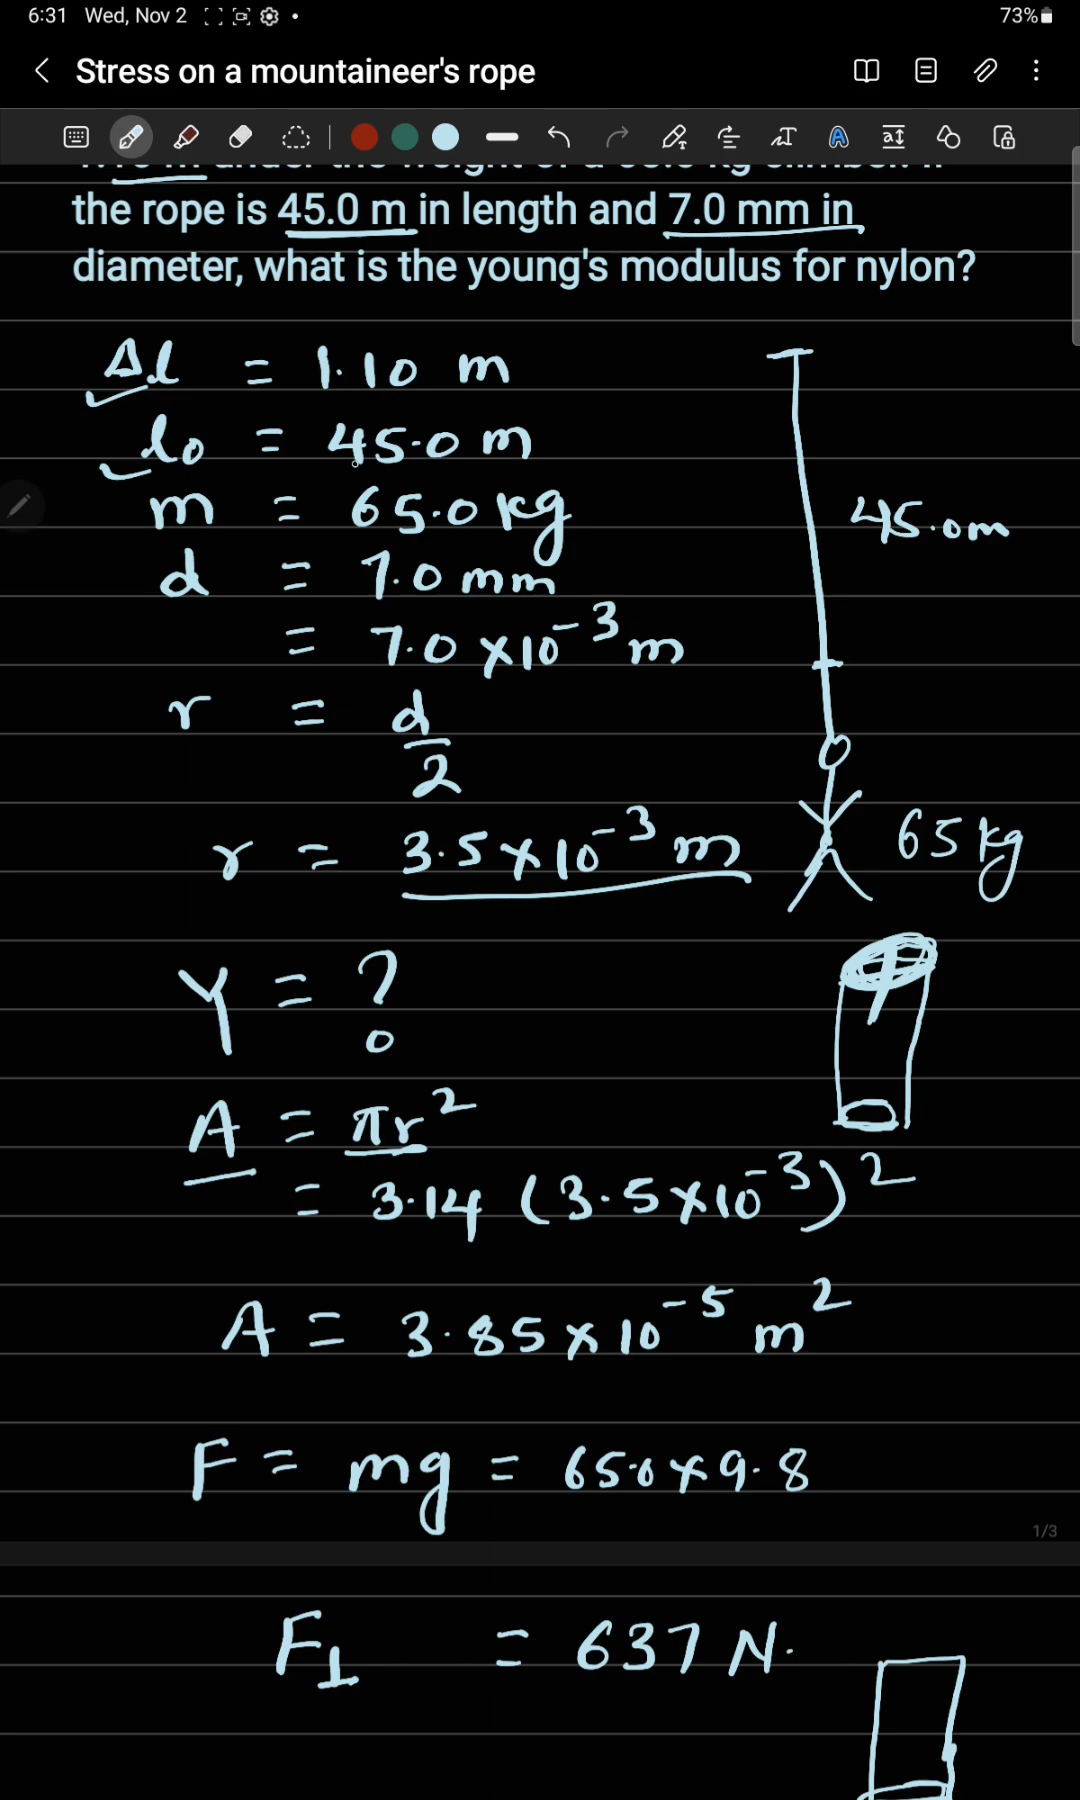 6:31 Wed, Nov 2 73%
Stress on a mountaineer's rope
the rope is 45.0 m in length and 7.0 mm in
diameter, what is the young's modulus for nylon?
Δl = 1.10 m
l0 = 45.0 m
m = 65.0 kg
45.0m
d = 7.0 mm
= 7.0 x10⁻³ m
r = d/2
r = 3.5x10⁻³ m
65 kg
Y = ?
A = πr²
= 3.14 (3.5x10⁻³)²
A = 3.85x10⁻⁵ m²
F = mg = 65.0x9.8
1/3
F⊥ = 637 N.